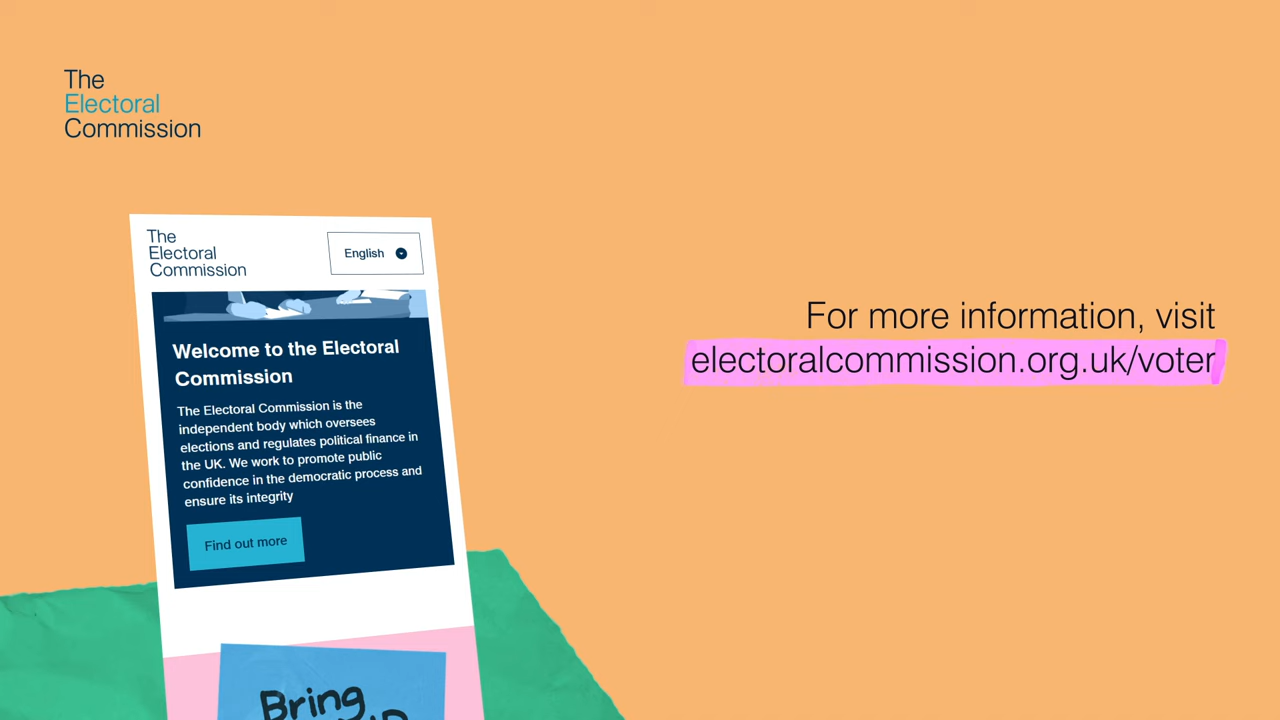 The
Electoral
Commission
The
Electoral
Commission
English
Welcome to the Electoral
Commission
The Electoral Commission is the
independent body which oversees
elections and regulates political finance in
the UK. We work to promote public
confidence in the democratic process and
ensure its integrity
Find out more
Bring
For more information, visit
electoralcommission.org.uk/voter